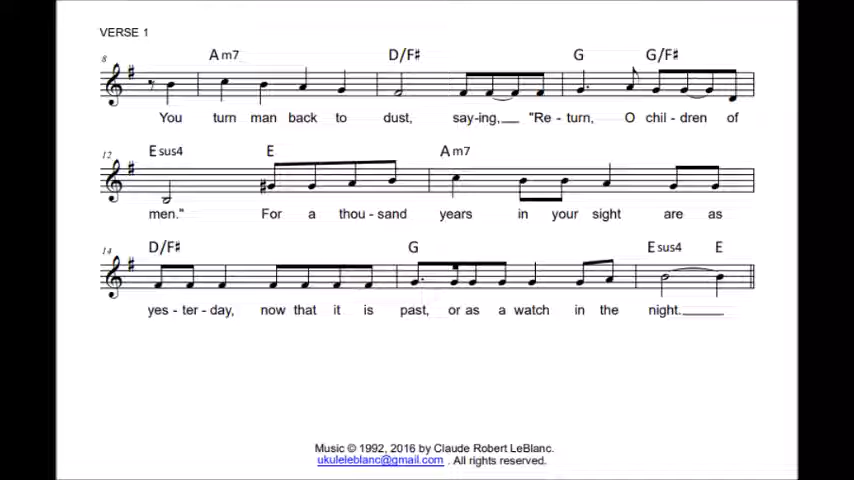 VERSE 1
8 Am7 D/F♯ G G/F♯
You turn man back to dust, say-ing,__ "Re - turn, O chil - dren of
12 Esus4 E Am7
men." For a thou - sand years in your sight are as
14 D/F♯ G Esus4 E
yes - ter - day, now that it is past, or as a watch in the night.____
Music © 1992, 2016 by Claude Robert LeBlanc.
ukuleleblanc@gmail.com . All rights reserved.